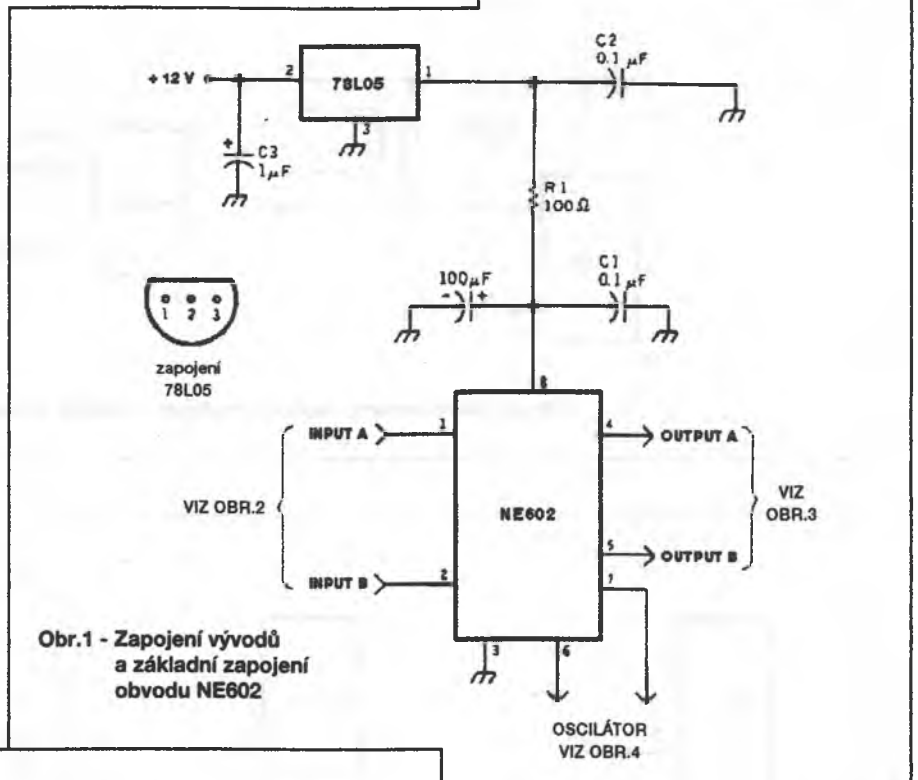 C2
0.1 µF
+ 12 V
2
78L05
1
3
+
C3
1µF
R1
100Ω
100µF
- +
C1
0.1 µF
1 2 3
zapojení
78L05
8
INPUT A
1
4
OUTPUT A
VIZ OBR.2
NE602
VIZ
OBR.3
INPUT B
2
5
OUTPUT B
7
3
6
Obr.1 - Zapojení vývodů
a základní zapojení
obvodu NE602
OSCILÁTOR
VIZ OBR.4